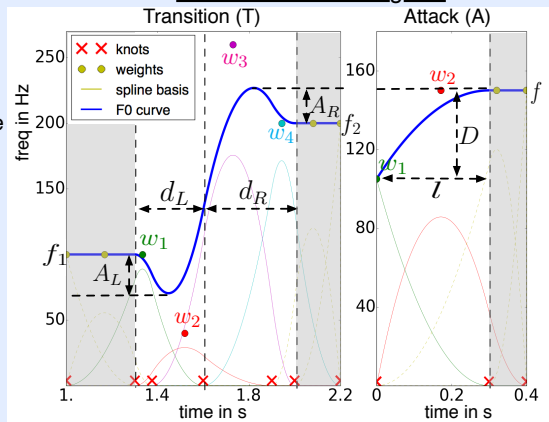 Transition (T)
Attack (A)
knots
weights
spline basis
F0 curve
freq in Hz
250
200
150
50
f₁
f₂
w₁
w₂
w₃
w₄
A_L
A_R
d_L
d_R
1.
1.4
1.8
2.2
time in s
160
120
80
40
w₁
w₂
D
l
f
0
0.2
0.4
time in s